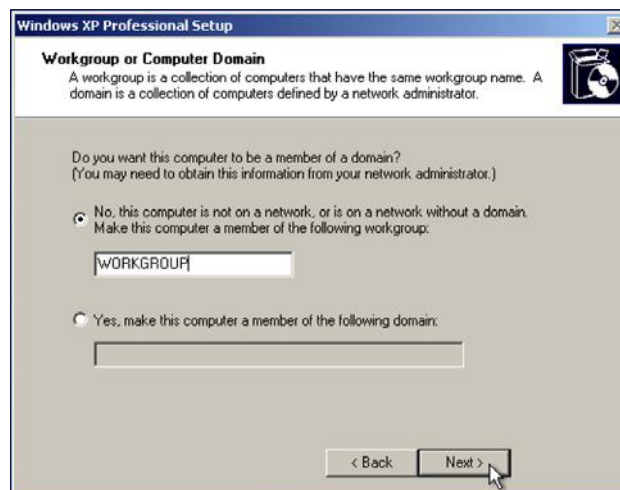 Windows XP Professional Setup
Workgroup or Computer Domain
A workgroup is a collection of computers that have the same workgroup name. A
domain is a collection of computers defined by a network administrator.
Do you want this computer to be a member of a domain?
(You may need to obtain this information from your network administrator.)
No, this computer is not on a network, or is on a network without a domain.
Make this computer a member of the following workgroup:
WORKGROUP
Yes, make this computer a member of the following domain:
< Back Next >